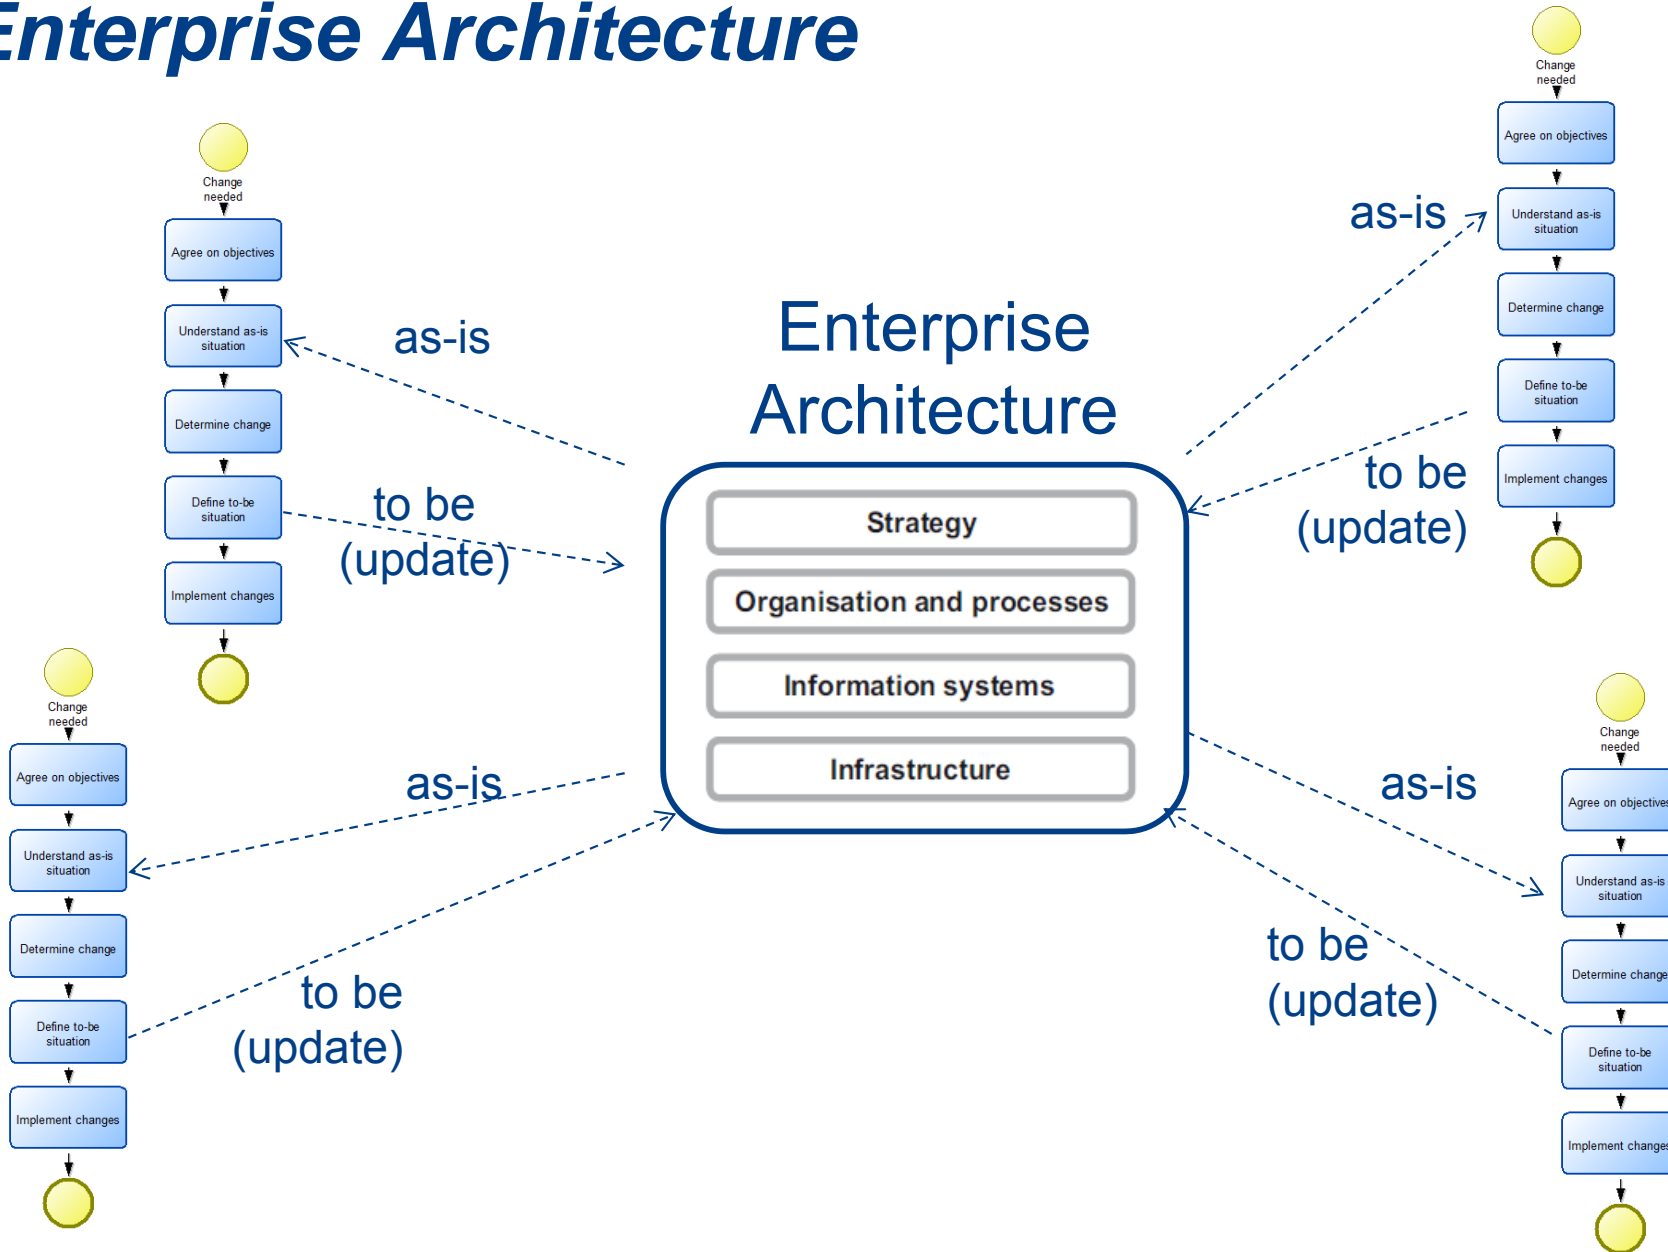 Enterprise Architecture
Change
needed
Agree on objectives
Understand as-is
situation
Determine change
Define to-be
situation
Implement changes
as-is
to be
(update)
Change
needed
Agree on objectives
Understand as-is
situation
Determine change
Define to-be
situation
Implement changes
as-is
to be
(update)
Enterprise
Architecture
Strategy
Organisation and processes
Information systems
Infrastructure
Change
needed
Agree on objectives
Understand as-is
situation
Determine change
Define to-be
situation
Implement changes
as-is
to be
(update)
Change
needed
Agree on objectives
Understand as-is
situation
Determine change
Define to-be
situation
Implement changes
as-is
to be
(update)